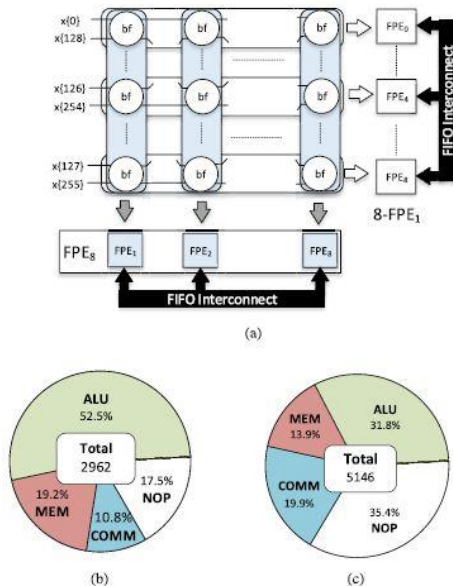 x{0}
x{128}
bf bf bf
FPE0
x{126}
x{254}
bf bf bf
FPE4
x{127}
x{255}
bf bf bf
FPE8
FIFO Interconnect
8-FPE1
FPE8
FPE1 FPE2 FPE8
FIFO Interconnect
(a)
ALU
52.5%
Total
2962
17.5%
NOP
19.2%
MEM
10.8%
COMM
(b)
ALU
31.8%
MEM
13.9%
Total
5146
COMM
19.9%
35.4%
NOP
(c)